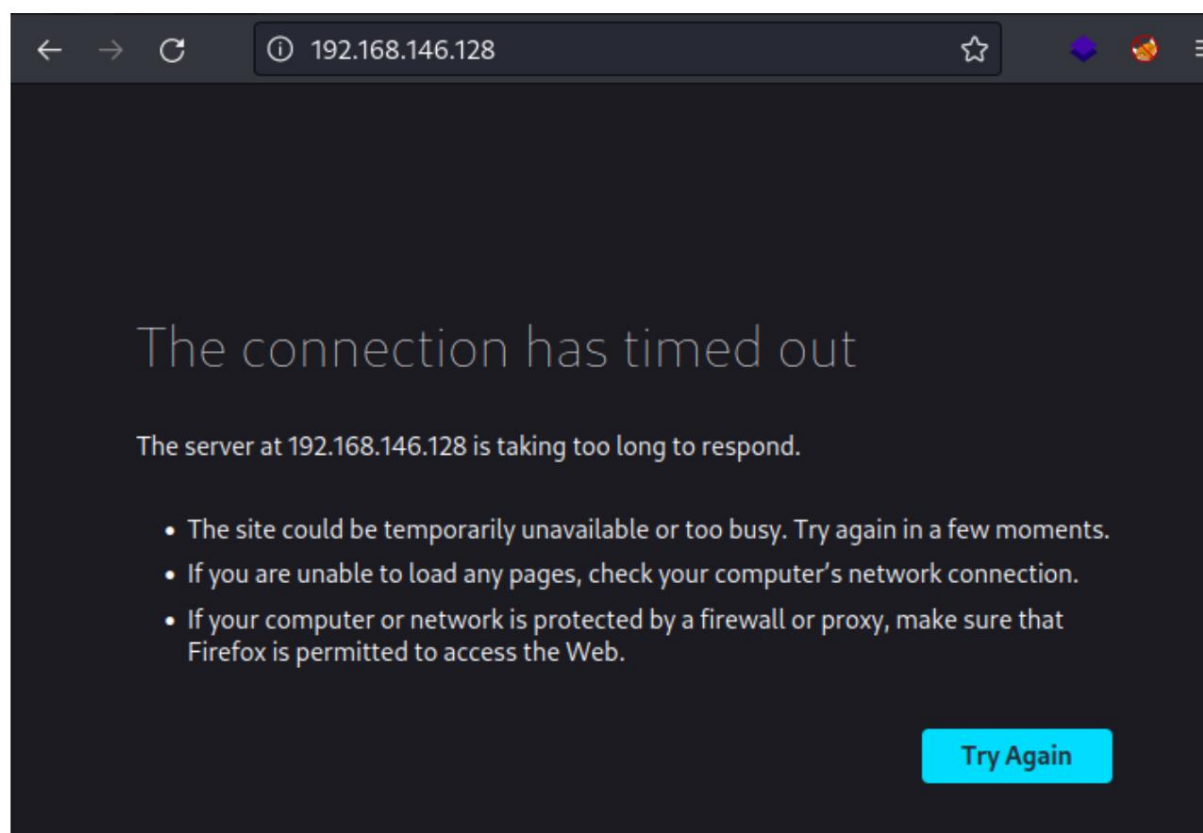 192.168.146.128
The connection has timed out
The server at 192.168.146.128 is taking too long to respond.
• The site could be temporarily unavailable or too busy. Try again in a few moments.
• If you are unable to load any pages, check your computer’s network connection.
• If your computer or network is protected by a firewall or proxy, make sure that
Firefox is permitted to access the Web.
Try Again